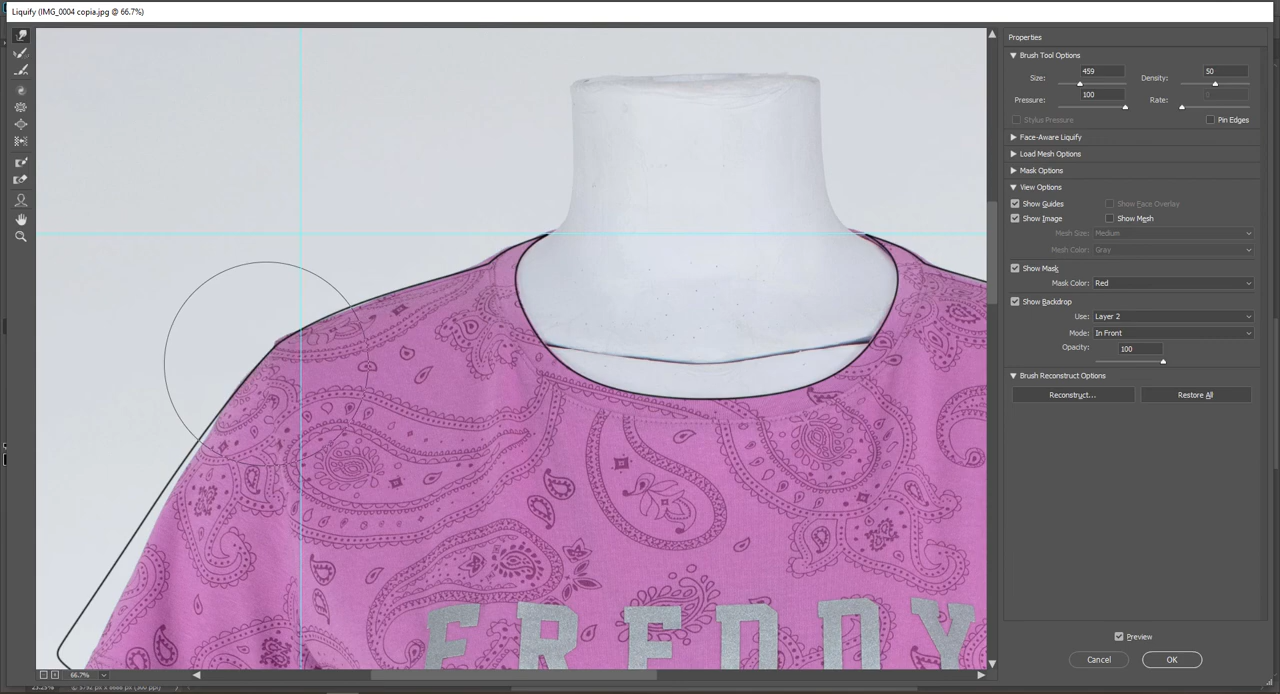 Liquify (IMG_0004 copia.jpg @ 66.7%)
Properties
Brush Tool Options
Size: 459 Density: 50
Pressure: 100 Rate: 0
Stylus Pressure Pin Edges
Face-Aware Liquify
Load Mesh Options
Mask Options
View Options
Show Guides Show Face Overlay
Show Image Show Mesh
Mesh Size: Medium
Mesh Color: Gray
Show Mask
Mask Color: Red
Show Backdrop
Use: Layer 2
Mode: In Front
Opacity: 100
Brush Reconstruct Options
Reconstruct... Restore All
FREDDY
Preview
Cancel OK
66.7%